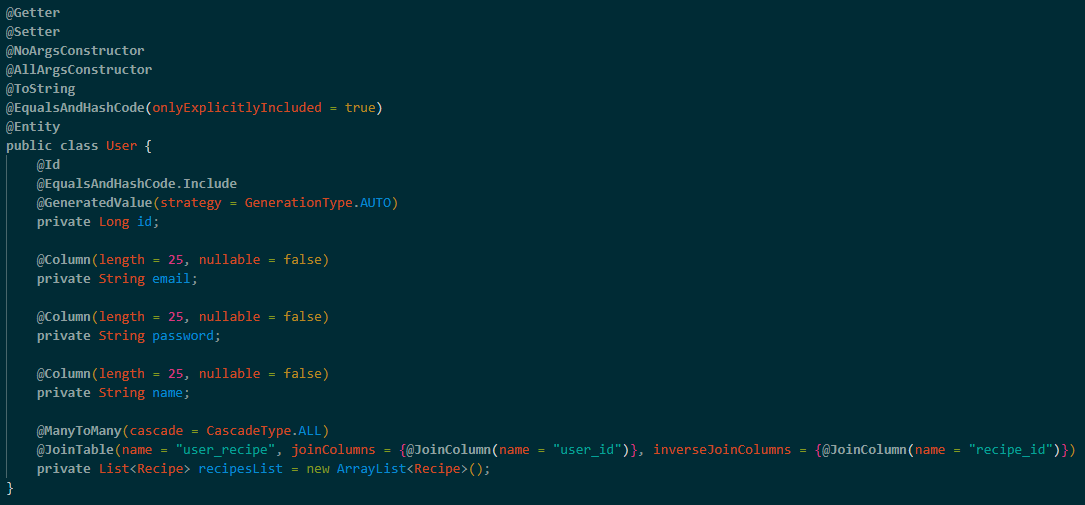 @Getter
@Setter
@NoArgsConstructor
@AllArgsConstructor
@ToString
@EqualsAndHashCode(onlyExplicitlyIncluded = true)
@Entity
public class User {
    @Id
    @EqualsAndHashCode.Include
    @GeneratedValue(strategy = GenerationType.AUTO)
    private Long id;

    @Column(length = 25, nullable = false)
    private String email;

    @Column(length = 25, nullable = false)
    private String password;

    @Column(length = 25, nullable = false)
    private String name;

    @ManyToMany(cascade = CascadeType.ALL)
    @JoinTable(name = "user_recipe", joinColumns = {@JoinColumn(name = "user_id")}, inverseJoinColumns = {@JoinColumn(name = "recipe_id")})
    private List<Recipe> recipesList = new ArrayList<Recipe>();
}